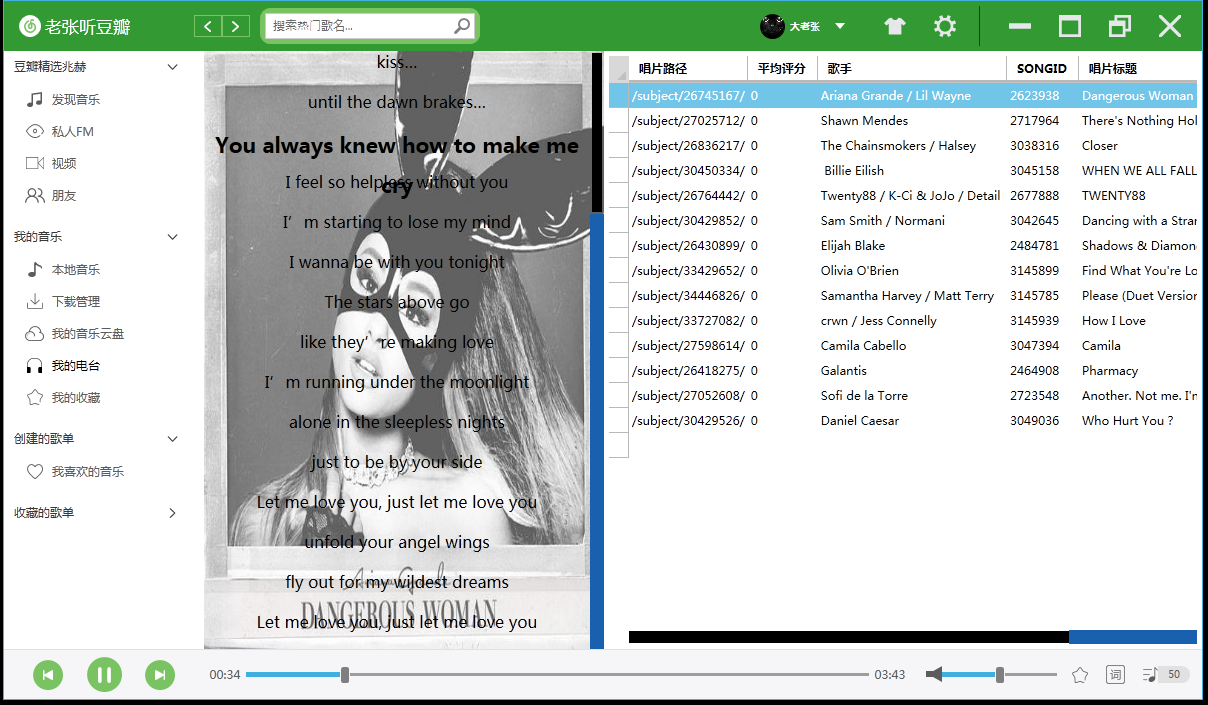 老张听豆瓣
搜索热门歌名...
大老张
豆瓣精选兆赫
发现音乐
私人FM
视频
朋友
我的音乐
本地音乐
下载管理
我的音乐云盘
我的电台
我的收藏
创建的歌单
我喜欢的音乐
收藏的歌单
kiss...
until the dawn brakes...
You always knew how to make me
cry
I feel so helpless without you
I'm starting to lose my mind
I wanna be with you tonight
The stars above go
like they're making love
I'm running under the moonlight
alone in the sleepless nights
just to be by your side
Let me love you, just let me love you
unfold your angel wings
fly out for my wildest dreams
DANGEROUS WOMAN
Let me love you, just let me love you
唱片路径 平均评分 歌手 SONGID 唱片标题
/subject/26745167/ 0 Ariana Grande / Lil Wayne 2623938 Dangerous Woman
/subject/27025712/ 0 Shawn Mendes 2717964 There's Nothing Hol
/subject/26836217/ 0 The Chainsmokers / Halsey 3038316 Closer
/subject/30450334/ 0 Billie Eilish 3045158 WHEN WE ALL FALL
/subject/26764442/ 0 Twenty88 / K-Ci & JoJo / Detail 2677888 TWENTY88
/subject/30429852/ 0 Sam Smith / Normani 3042645 Dancing with a Stran
/subject/26430899/ 0 Elijah Blake 2484781 Shadows & Diamon
/subject/33429652/ 0 Olivia O'Brien 3145899 Find What You're Lo
/subject/34446826/ 0 Samantha Harvey / Matt Terry 3145785 Please (Duet Version
/subject/33727082/ 0 crwn / Jess Connelly 3145939 How I Love
/subject/27598614/ 0 Camila Cabello 3047394 Camila
/subject/26418275/ 0 Galantis 2464908 Pharmacy
/subject/27052608/ 0 Sofi de la Torre 2723548 Another. Not me. I'm
/subject/30429526/ 0 Daniel Caesar 3049036 Who Hurt You ?
00:34 03:43 词 50